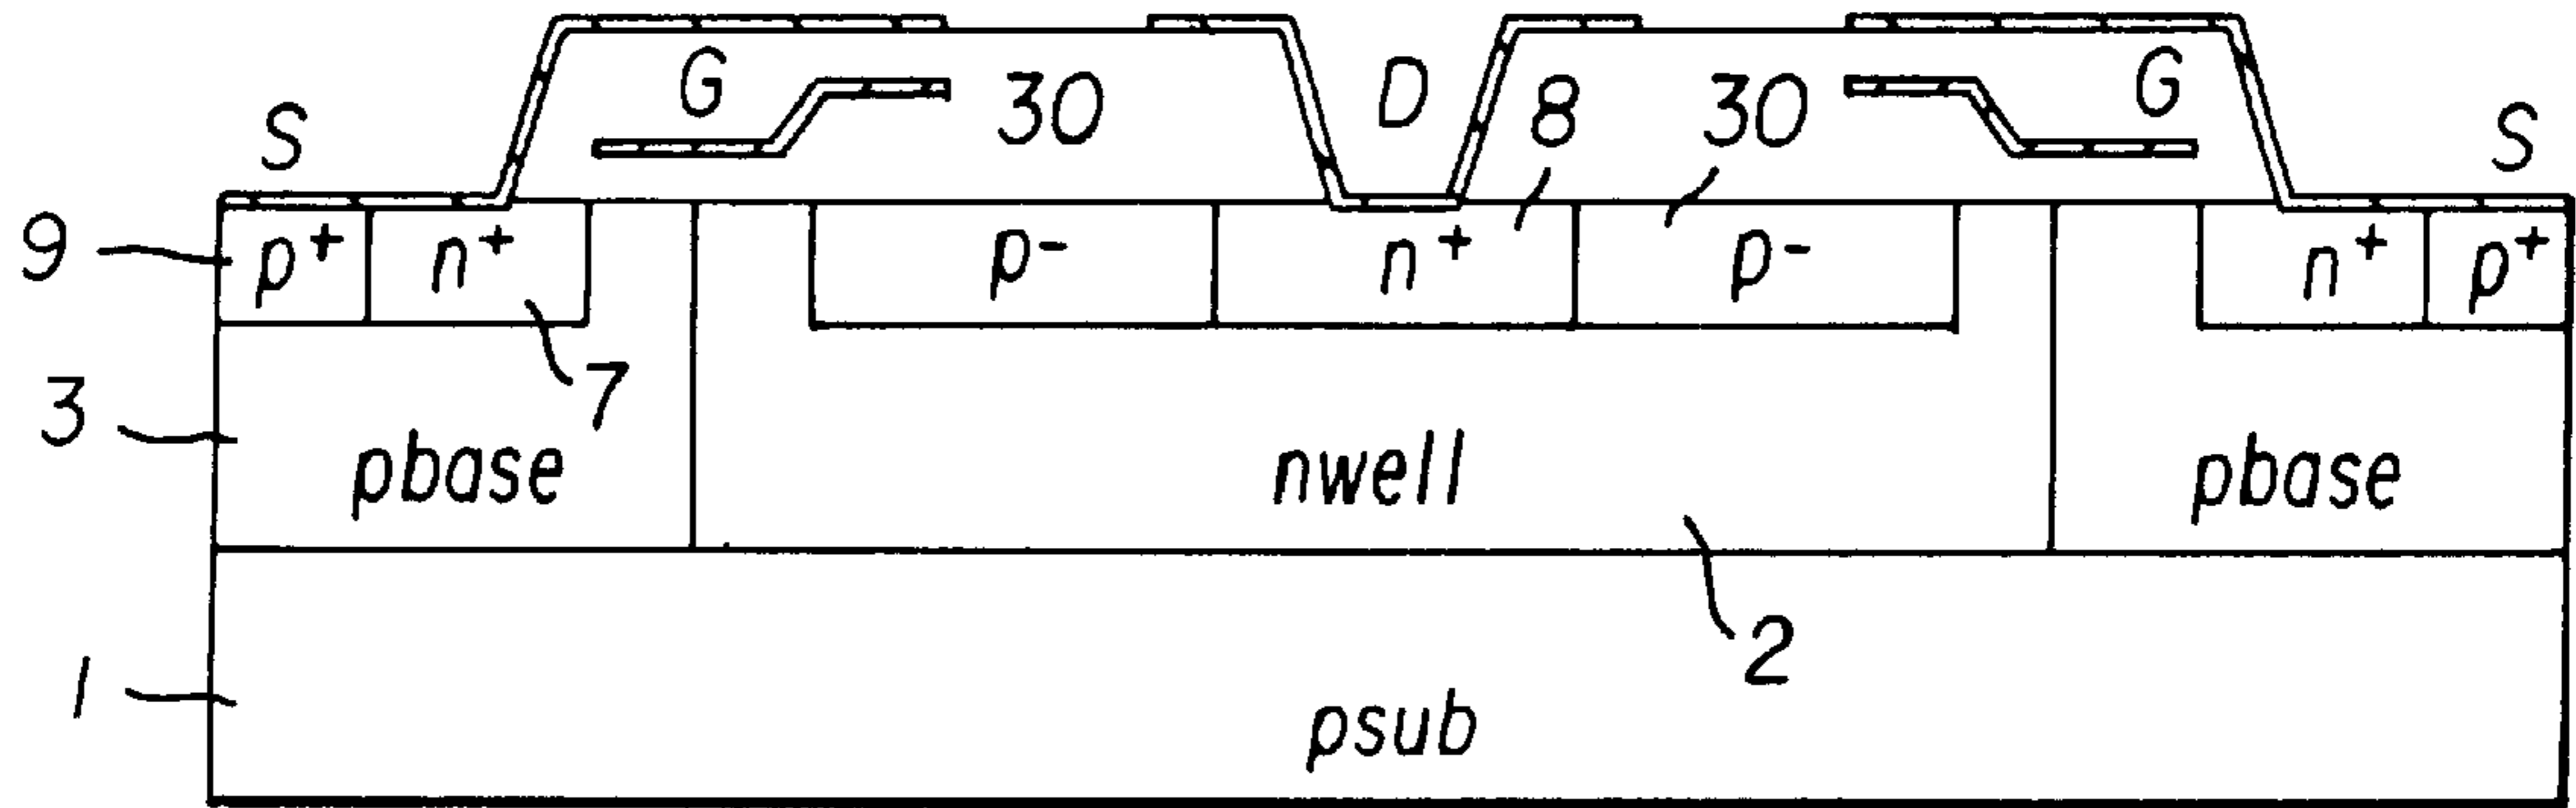 S G 30 D 8 30 G S
9 p+ n+ p- n+ p- n+ p+
7
3 pbase nwell pbase
2
1 psub